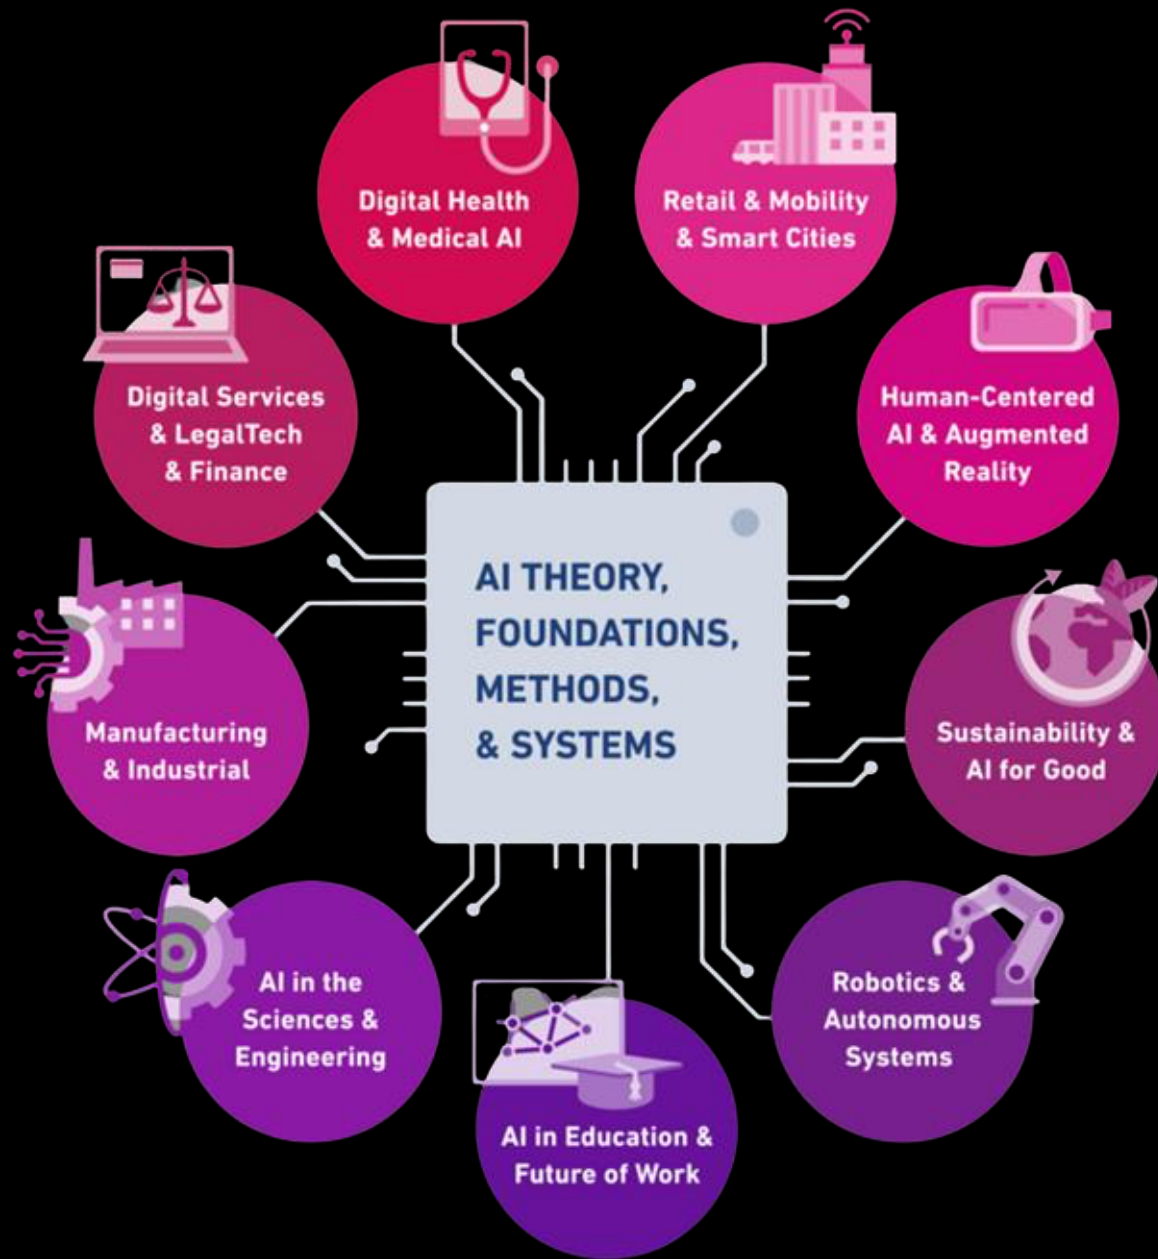 Digital Health
& Medical AI
Retail & Mobility
& Smart Cities
Digital Services
& LegalTech
& Finance
Human-Centered
AI & Augmented
Reality
AI THEORY,
FOUNDATIONS,
METHODS,
& SYSTEMS
Manufacturing
& Industrial
Sustainability &
AI for Good
AI in the
Sciences &
Engineering
Robotics &
Autonomous
Systems
AI in Education &
Future of Work